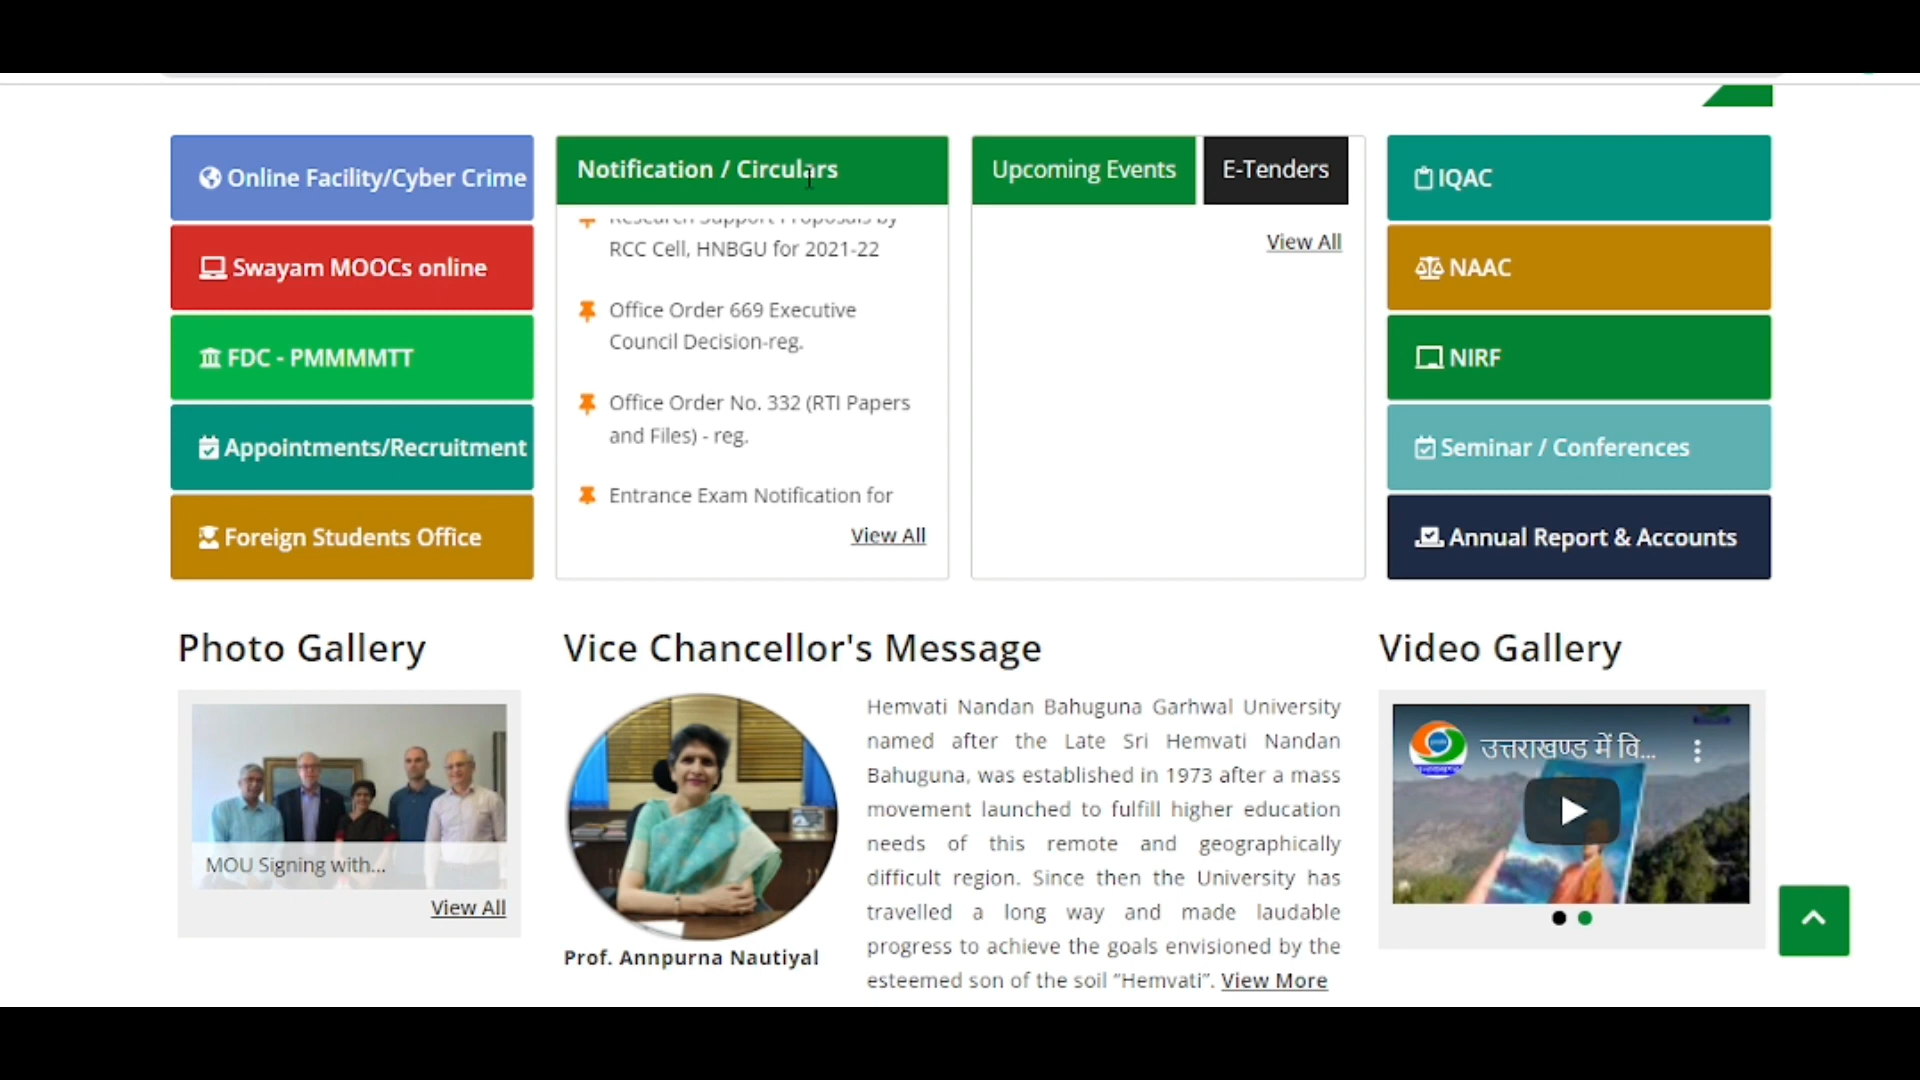 Online Facility/Cyber Crime
Swayam MOOCs online
FDC - PMMMMTT
Appointments/Recruitment
Foreign Students Office
Notification / Circulars
Research Support Proposals by
RCC Cell, HNBGU for 2021-22
Office Order 669 Executive
Council Decision-reg.
Office Order No. 332 (RTI Papers
and Files) - reg.
Entrance Exam Notification for
View All
Upcoming Events
E-Tenders
View All
IQAC
NAAC
NIRF
Seminar / Conferences
Annual Report & Accounts
Photo Gallery
MOU Signing with...
View All
Vice Chancellor's Message
Prof. Annpurna Nautiyal
Hemvati Nandan Bahuguna Garhwal University
named after the Late Sri Hemvati Nandan
Bahuguna, was established in 1973 after a mass
movement launched to fulfill higher education
needs of this remote and geographically
difficult region. Since then the University has
travelled a long way and made laudable
progress to achieve the goals envisioned by the
esteemed son of the soil “Hemvati”. View More
Video Gallery
उत्तराखण्ड में वि...